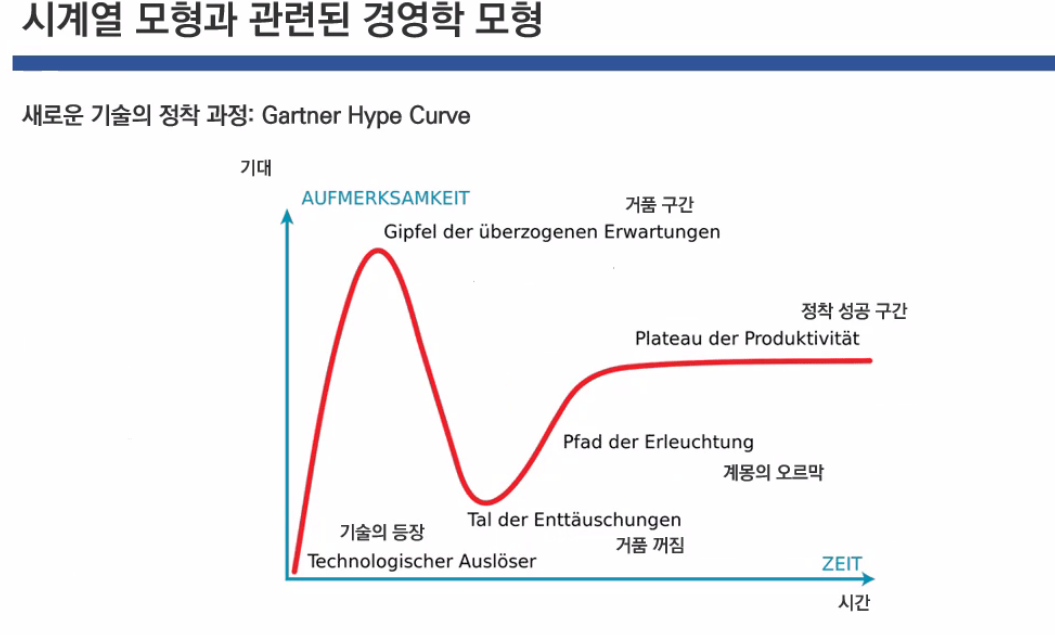 시계열 모형과 관련된 경영학 모형
새로운 기술의 정착 과정: Gartner Hype Curve
기대
AUFMERKSAMKEIT
거품 구간
Gipfel der überzogenen Erwartungen
정착 성공 구간
Plateau der Produktivität
Pfad der Erleuchtung
계몽의 오르막
Tal der Enttäuschungen
거품 꺼짐
기술의 등장
Technologischer Auslöser
ZEIT
시간